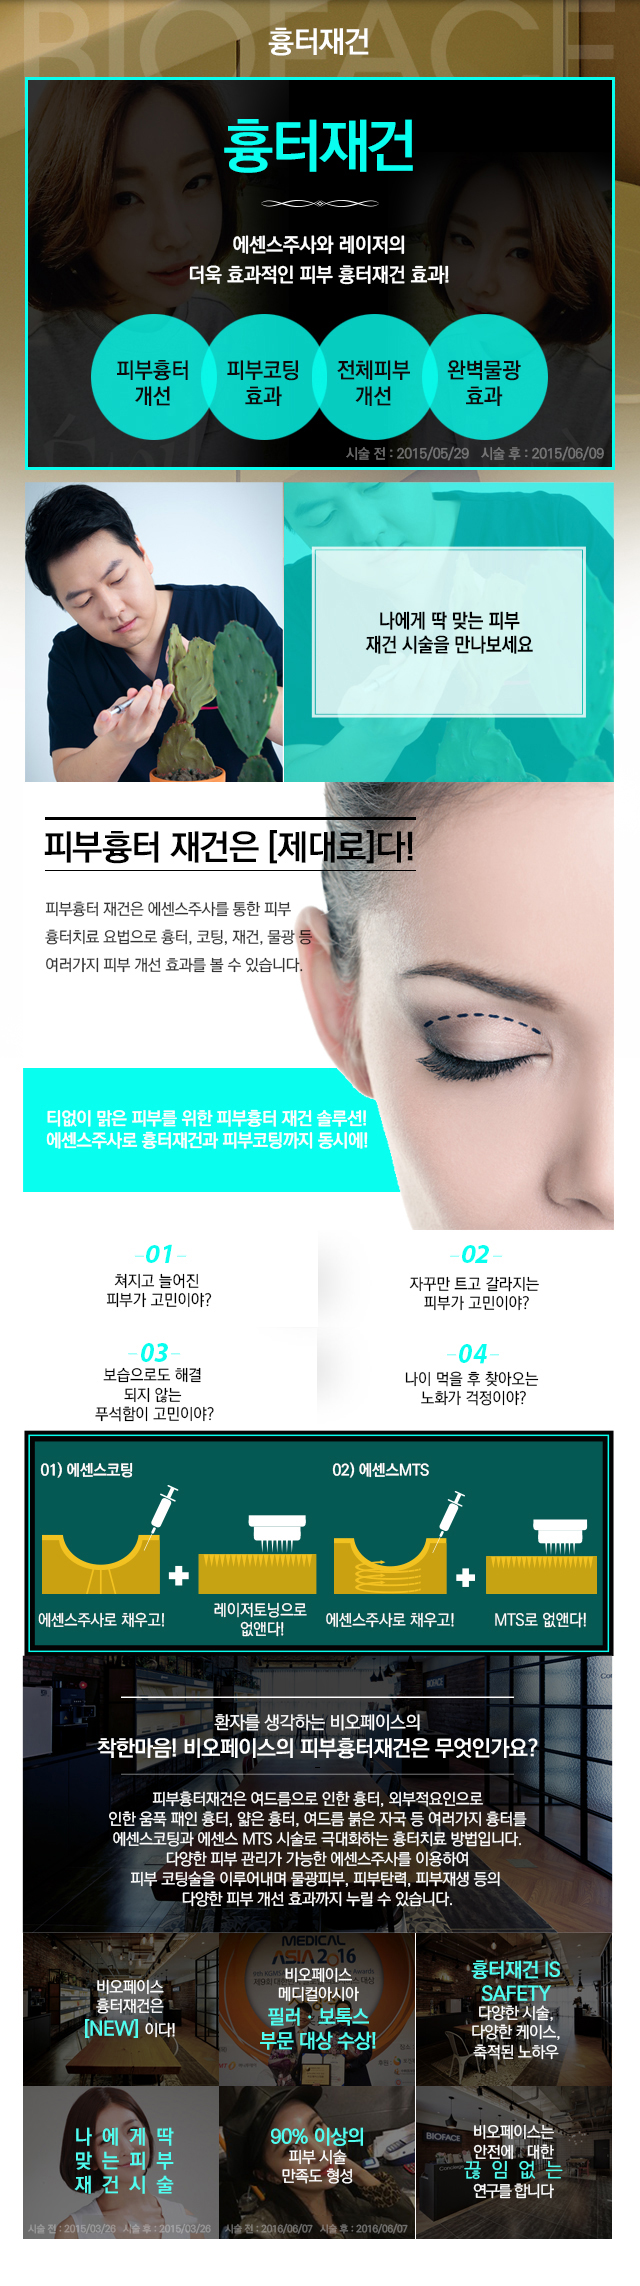 BIOFACE
흉터재건
흉터재건
에센스주사와 레이저의
더욱 효과적인 피부 흉터재건 효과!
피부흉터
개선
피부코팅
효과
전체피부
개선
완벽물광
효과
시술 전 : 2015/05/29 시술 후 : 2015/06/09
나에게 딱 맞는 피부
재건 시술을 만나보세요
피부흉터 재건은 [제대로]다!
피부흉터 재건은 에센스주사를 통한 피부
흉터치료 요법으로 흉터, 코팅, 재건, 물광 등
여러가지 피부 개선 효과를 볼 수 있습니다.
티없이 맑은 피부를 위한 피부흉터 재건 솔루션!
에센스주사로 흉터재건과 피부코팅까지 동시에!
01
쳐지고 늘어진
피부가 고민이야?
02
자꾸만 트고 갈라지는
피부가 고민이야?
03
보습으로도 해결
되지 않는
푸석함이 고민이야?
04
나이 먹을 후 찾아오는
노화가 걱정이야?
01) 에센스코팅
에센스주사로 채우고!
레이저토닝으로
없앤다!
02) 에센스MTS
에센스주사로 채우고!
MTS로 없앤다!
환자를 생각하는 비오페이스의
착한마음! 비오페이스의 피부흉터재건은 무엇인가요?
피부흉터재건은 여드름으로 인한 흉터, 외부적요인으로
인한 움푹 패인 흉터, 얇은 흉터, 여드름 붉은 자국 등 여러가지 흉터를
에센스코팅과 에센스 MTS 시술로 극대화하는 흉터치료 방법입니다.
다양한 피부 관리가 가능한 에센스주사를 이용하여
피부 코팅술을 이루어내며 물광피부, 피부탄력, 피부재생 등의
다양한 피부 개선 효과까지 누릴 수 있습니다.
비오페이스
흉터재건은
[NEW] 이다!
MEDICAL
ASIA 2016
비오페이스
메디컬아시아
필러 · 보톡스
부문 대상 수상!
흉터재건 IS
SAFETY
다양한 시술,
다양한 케이스,
축적된 노하우
나에게딱
맞는피부
재건시술
시술 전 : 2015/03/26 시술 후 : 2015/03/26
90% 이상의
피부 시술
만족도 형성
시술 전 : 2016/06/07 시술 후 : 2016/06/07
BIOFACE
비오페이스는
안전에 대한
끊임없는
연구를 합니다